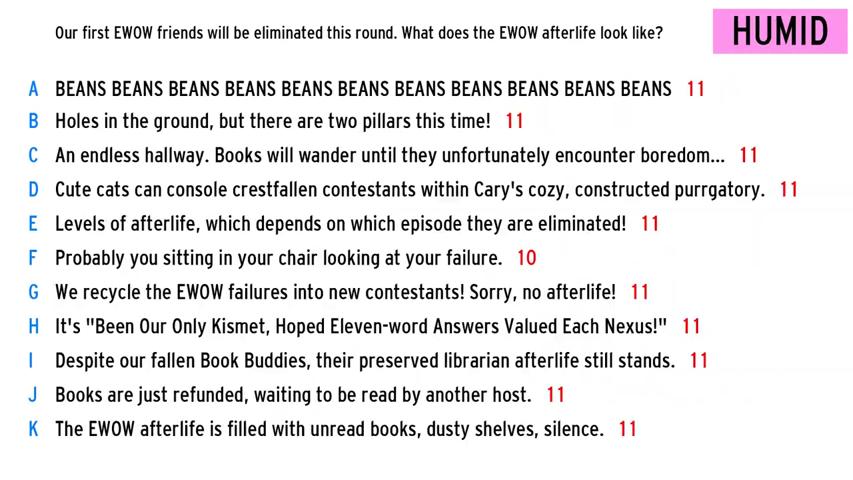 Our first EWOW friends will be eliminated this round. What does the EWOW afterlife look like?
HUMID
A BEANS BEANS BEANS BEANS BEANS BEANS BEANS BEANS BEANS BEANS BEANS 11
B Holes in the ground, but there are two pillars this time! 11
C An endless hallway. Books will wander until they unfortunately encounter boredom... 11
D Cute cats can console crestfallen contestants within Cary's cozy, constructed purrgatory. 11
E Levels of afterlife, which depends on which episode they are eliminated! 11
F Probably you sitting in your chair looking at your failure. 10
G We recycle the EWOW failures into new contestants! Sorry, no afterlife! 11
H It's "Been Our Only Kismet, Hoped Eleven-word Answers Valued Each Nexus!" 11
I Despite our fallen Book Buddies, their preserved librarian afterlife still stands. 11
J Books are just refunded, waiting to be read by another host. 11
K The EWOW afterlife is filled with unread books, dusty shelves, silence. 11